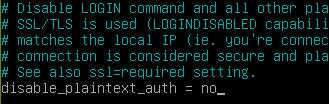 # Disable LOGIN command and all other pla
# SSL/TLS is used (LOGINDISABLED capabili
# matches the local IP (ie. you're connec
# connection is considered secure and pla
# See also ssl=required setting.
disable_plaintext_auth = no_